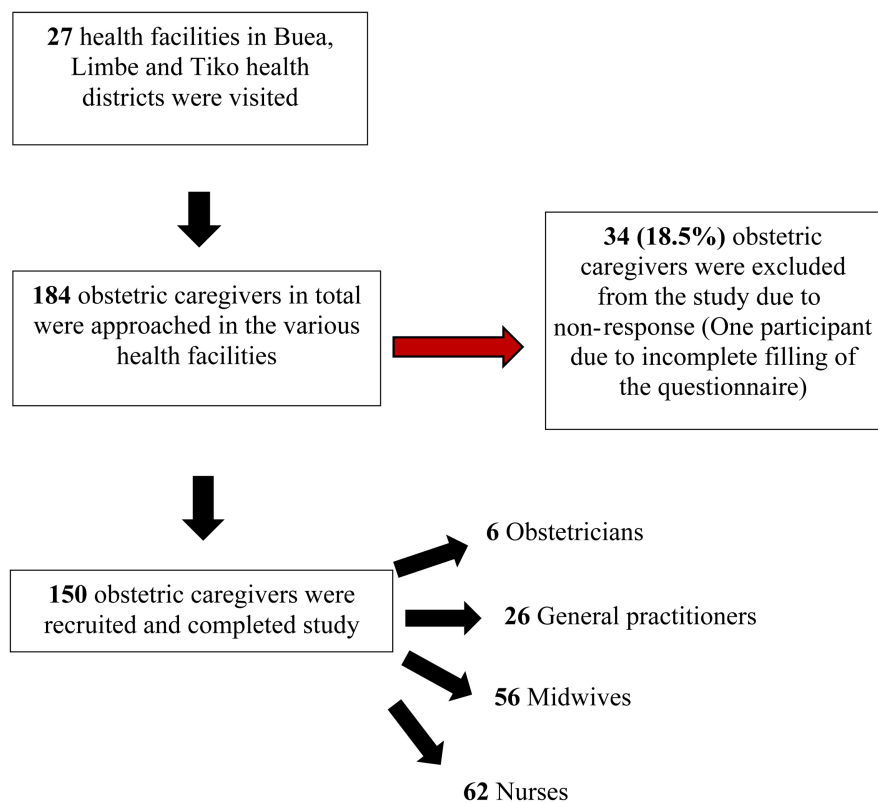 27 health facilities in Buea,
Limbe and Tiko health
districts were visited
184 obstetric caregivers in total
were approached in the various
health facilities
34 (18.5%) obstetric
caregivers were excluded
from the study due to
non-response (One participant
due to incomplete filling of
the questionnaire)
150 obstetric caregivers were
recruited and completed study
6 Obstetricians
26 General practitioners
56 Midwives
62 Nurses